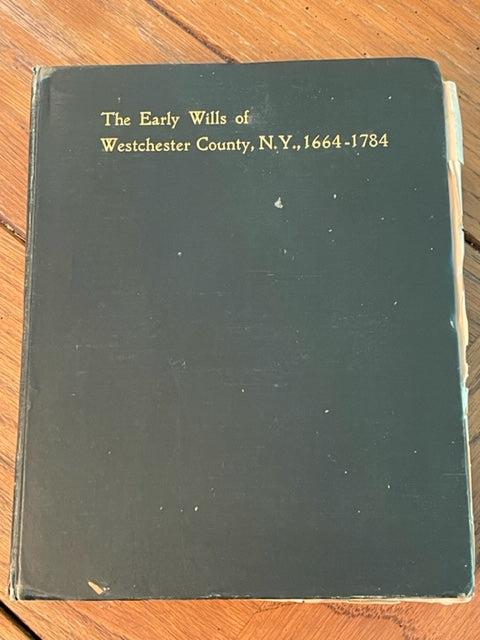 The Early Wills of
Westchester County, N.Y., 1664-1784